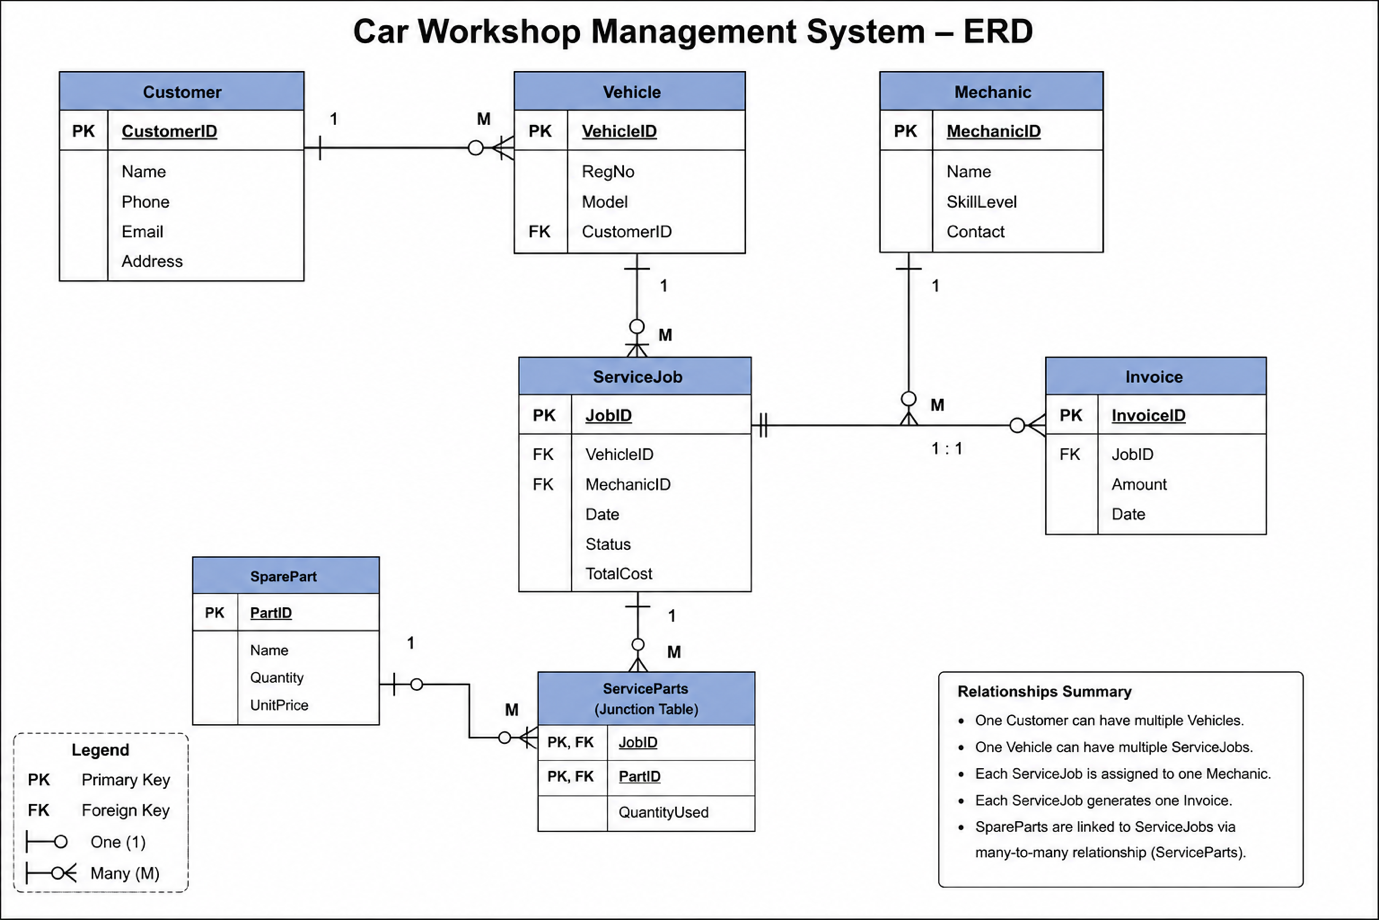 Car Workshop Management System – ERD
Customer
PK CustomerID
Name
Phone
Email
Address
1 M
Vehicle
PK VehicleID
RegNo
Model
FK CustomerID
Mechanic
PK MechanicID
Name
SkillLevel
Contact
1
M
1
M
ServiceJob
PK JobID
FK VehicleID
FK MechanicID
Date
Status
TotalCost
1 : 1
Invoice
PK InvoiceID
FK JobID
Amount
Date
SparePart
PK PartID
Name
Quantity
UnitPrice
1
M
1
M
ServiceParts
(Junction Table)
PK, FK JobID
PK, FK PartID
QuantityUsed
Legend
PK Primary Key
FK Foreign Key
One (1)
Many (M)
Relationships Summary
• One Customer can have multiple Vehicles.
• One Vehicle can have multiple ServiceJobs.
• Each ServiceJob is assigned to one Mechanic.
• Each ServiceJob generates one Invoice.
• SpareParts are linked to ServiceJobs via
many-to-many relationship (ServiceParts).